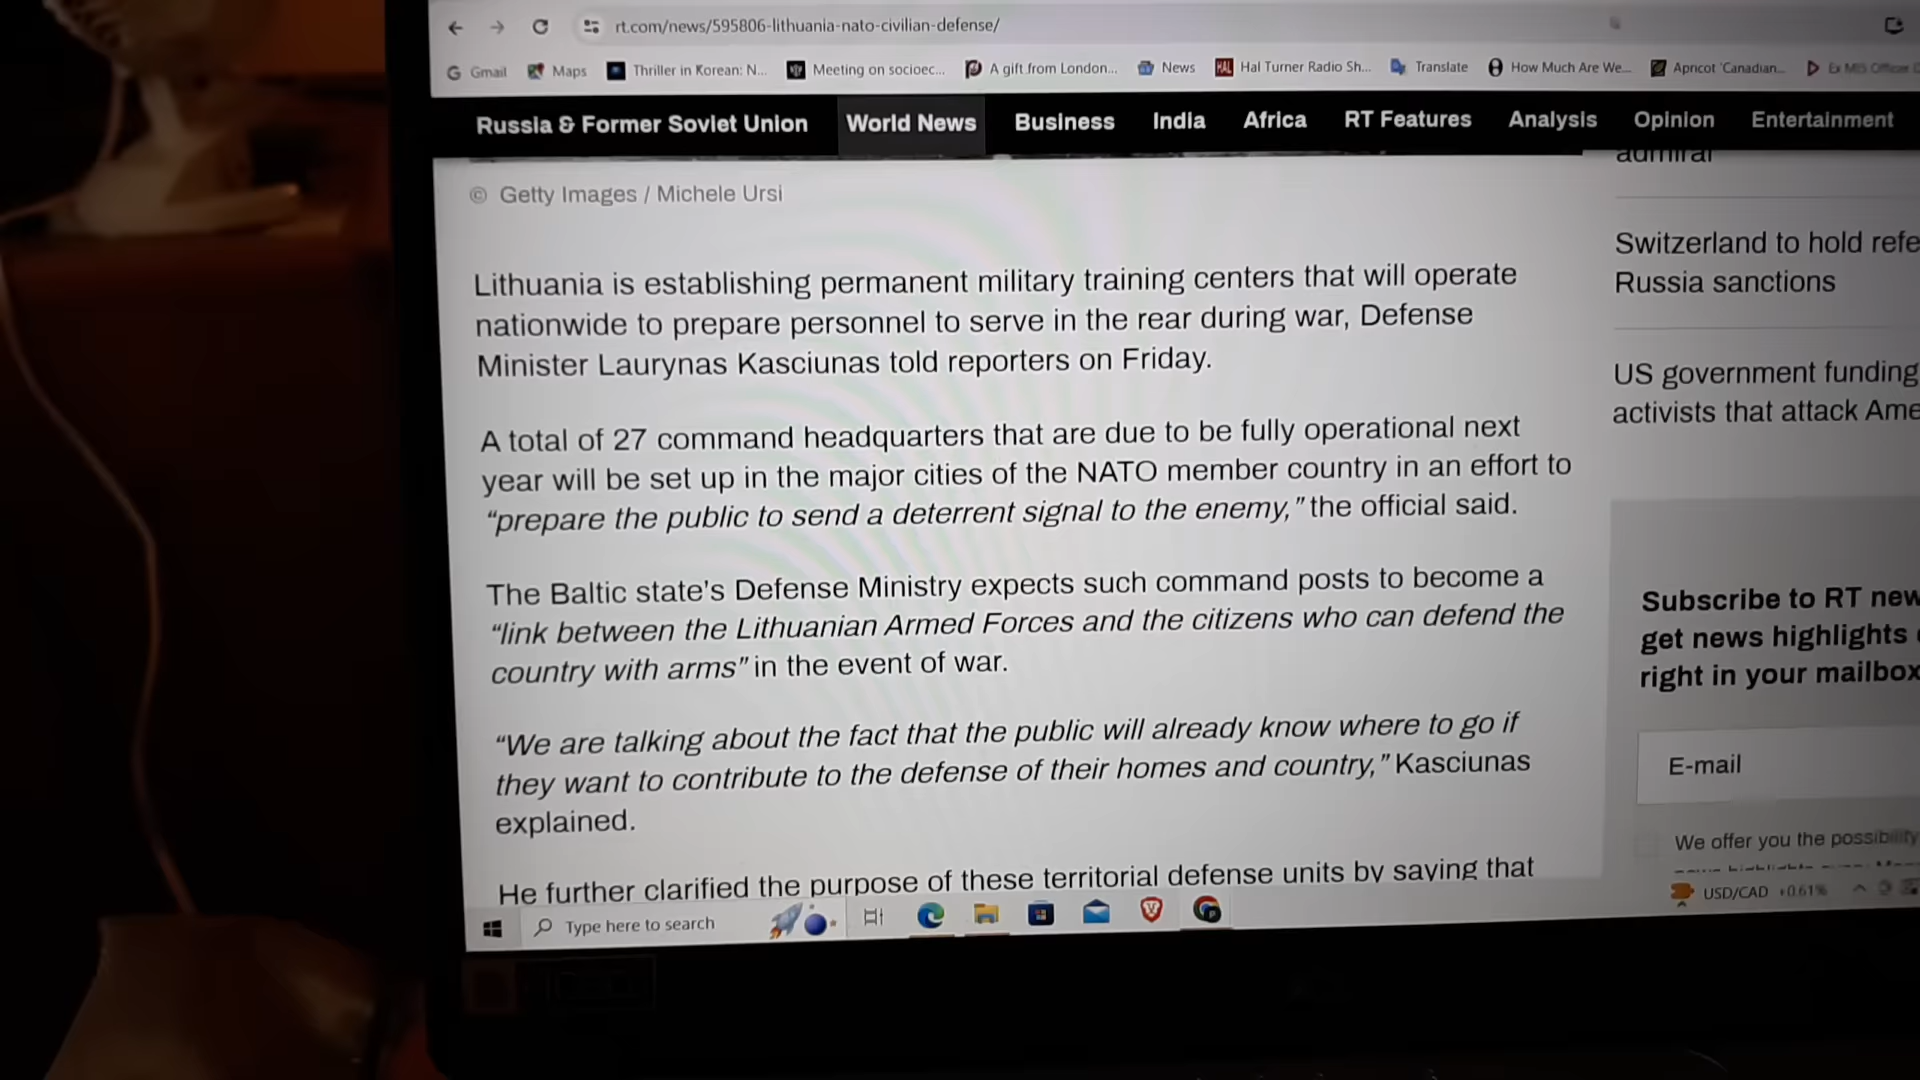 rt.com/news/595806-lithuania-nato-civilian-defense/
Gmail Maps Thriller in Korean: N... Meeting on socioec... A gift from London... News HAL Hal Turner Radio Sh... Translate How Much Are We... Apricot 'Canadian... Ex MI5 Officer
Russia & Former Soviet Union World News Business India Africa RT Features Analysis Opinion Entertainment
admiral
© Getty Images / Michele Ursi
Switzerland to hold refe
Russia sanctions
US government funding
activists that attack Ame
Lithuania is establishing permanent military training centers that will operate
nationwide to prepare personnel to serve in the rear during war, Defense
Minister Laurynas Kasciunas told reporters on Friday.
A total of 27 command headquarters that are due to be fully operational next
year will be set up in the major cities of the NATO member country in an effort to
“prepare the public to send a deterrent signal to the enemy,” the official said.
The Baltic state's Defense Ministry expects such command posts to become a
“link between the Lithuanian Armed Forces and the citizens who can defend the
country with arms” in the event of war.
“We are talking about the fact that the public will already know where to go if
they want to contribute to the defense of their homes and country,” Kasciunas
explained.
He further clarified the purpose of these territorial defense units by saying that
Subscribe to RT new
get news highlights
right in your mailbox
E-mail
We offer you the possibility
Type here to search
USD/CAD +0.61%